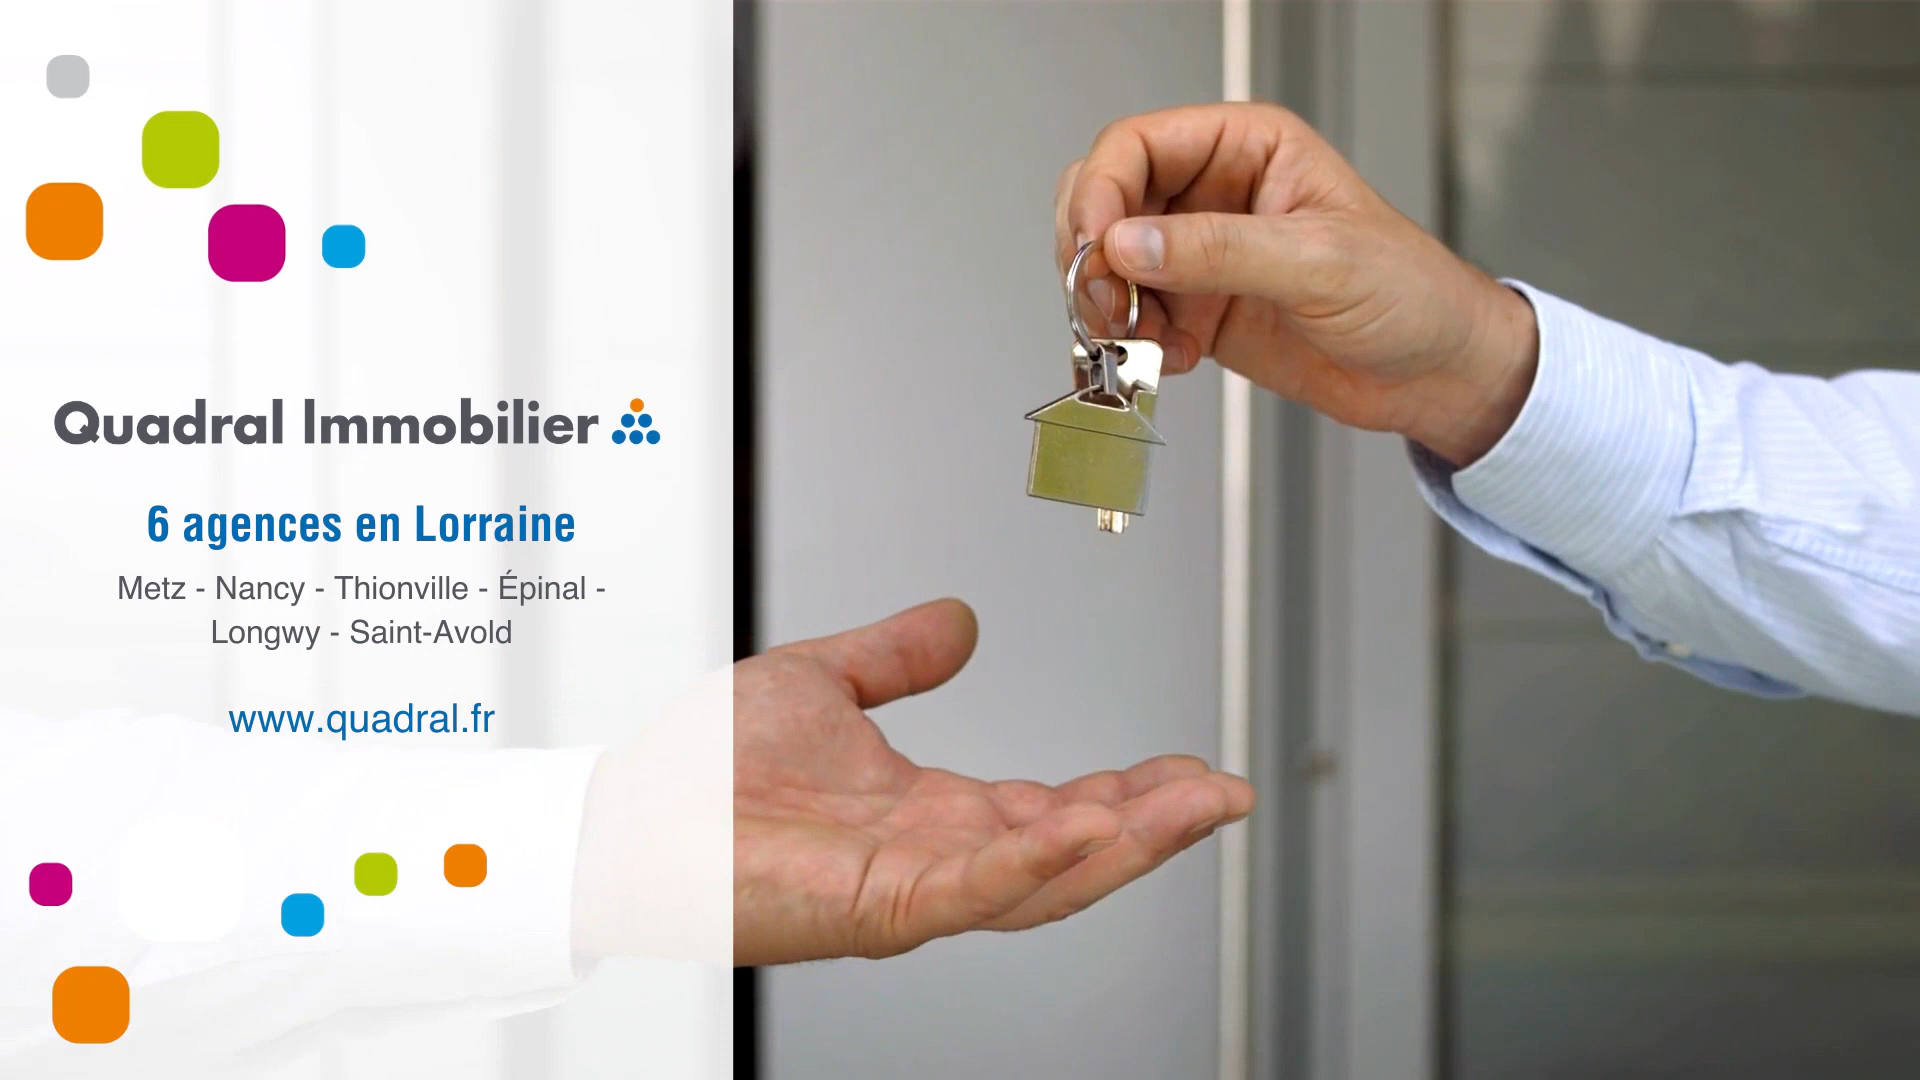 Quadral Immobilier
6 agences en Lorraine
Metz - Nancy - Thionville - Épinal -
Longwy - Saint-Avold
www.quadral.fr